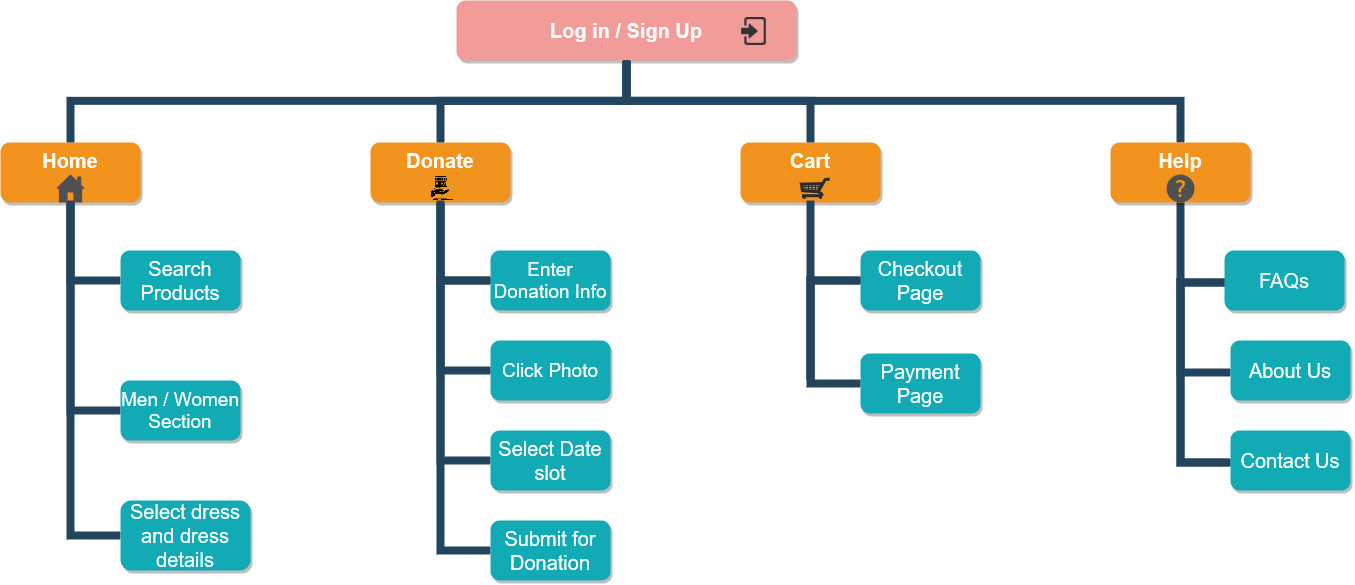 Log in / Sign Up
Home
Donate
Cart
Help
?
Search
Products
Men / Women
Section
Select dress
and dress
details
Enter
Donation Info
Click Photo
Select Date
slot
Submit for
Donation
Checkout
Page
Payment
Page
FAQs
About Us
Contact Us